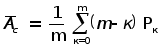 A̅c = 1/m ∑_{κ=0}^{m} (m- κ) Pκ